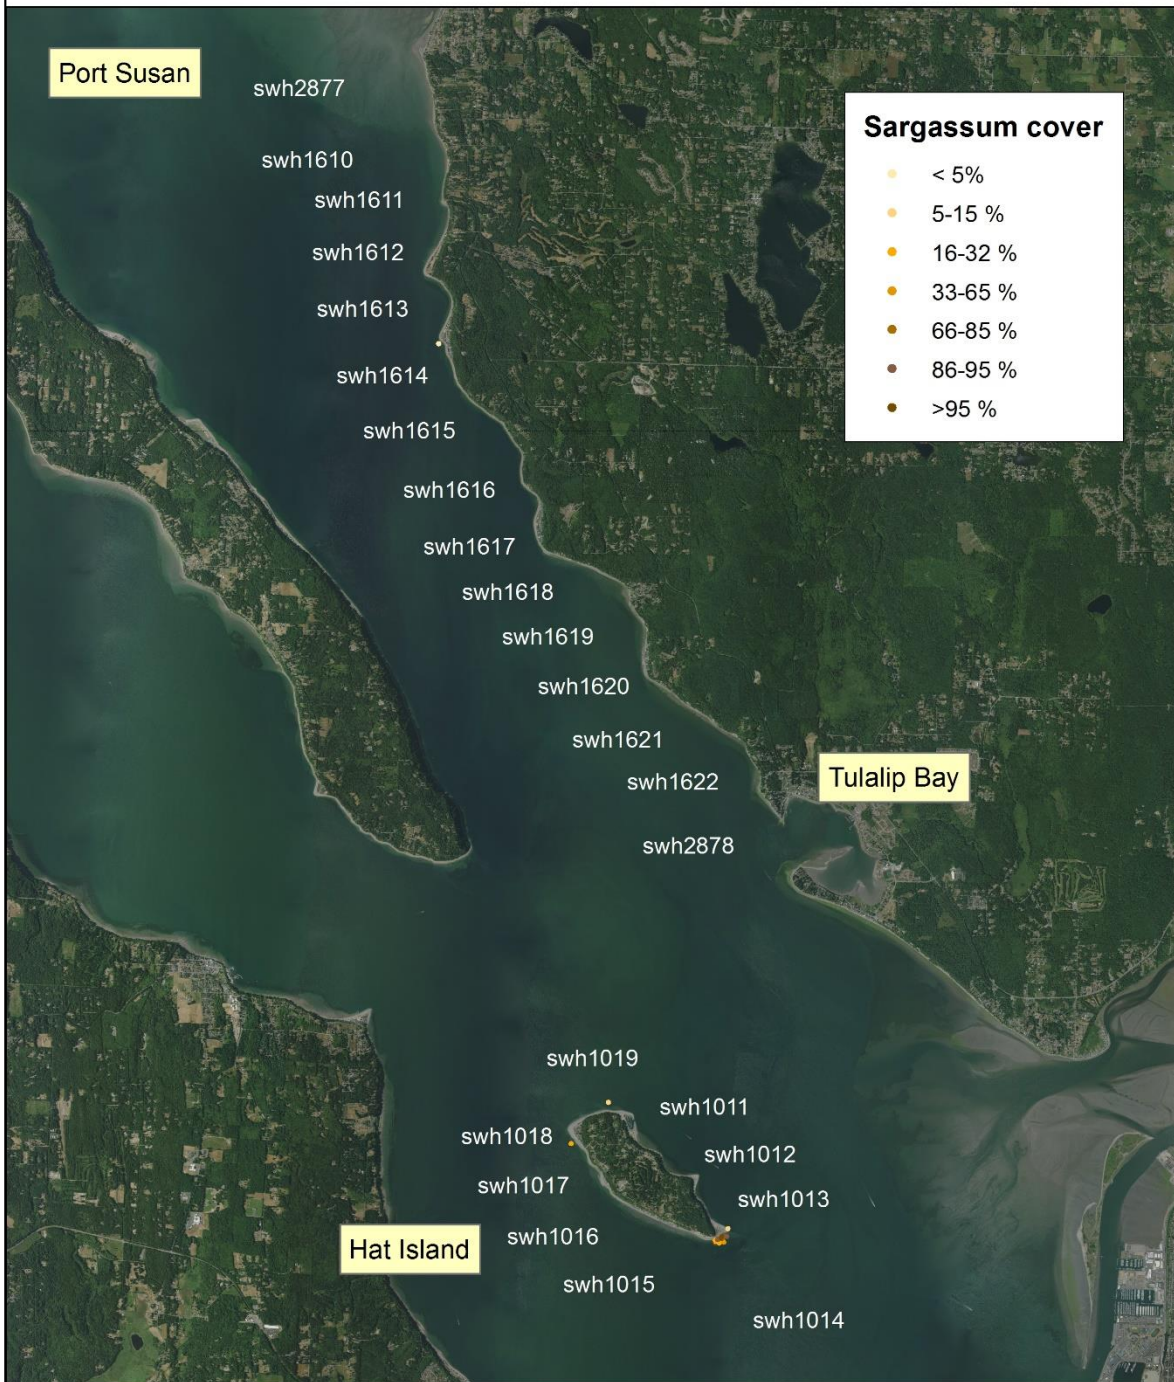 Port Susan
swh2877
Sargassum cover
< 5%
5-15 %
16-32 %
33-65 %
66-85 %
86-95 %
>95 %
swh1610
swh1611
swh1612
swh1613
swh1614
swh1615
swh1616
swh1617
swh1618
swh1619
swh1620
swh1621
swh1622
Tulalip Bay
swh2878
swh1019
swh1011
swh1018
swh1012
swh1017
swh1013
swh1016
Hat Island
swh1015
swh1014